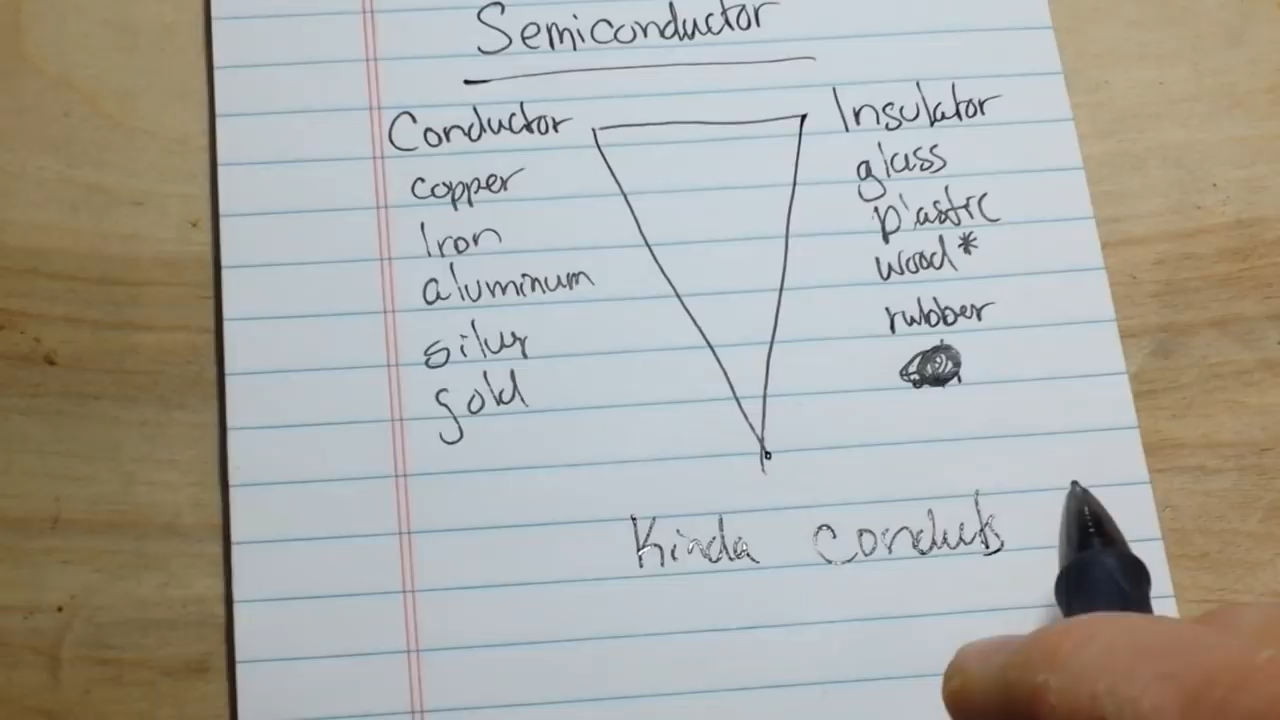 Semiconductor
Conductor
copper
Iron
aluminum
silver
gold
Insulator
glass
plastic
wood*
rubber
Kinda Conducts